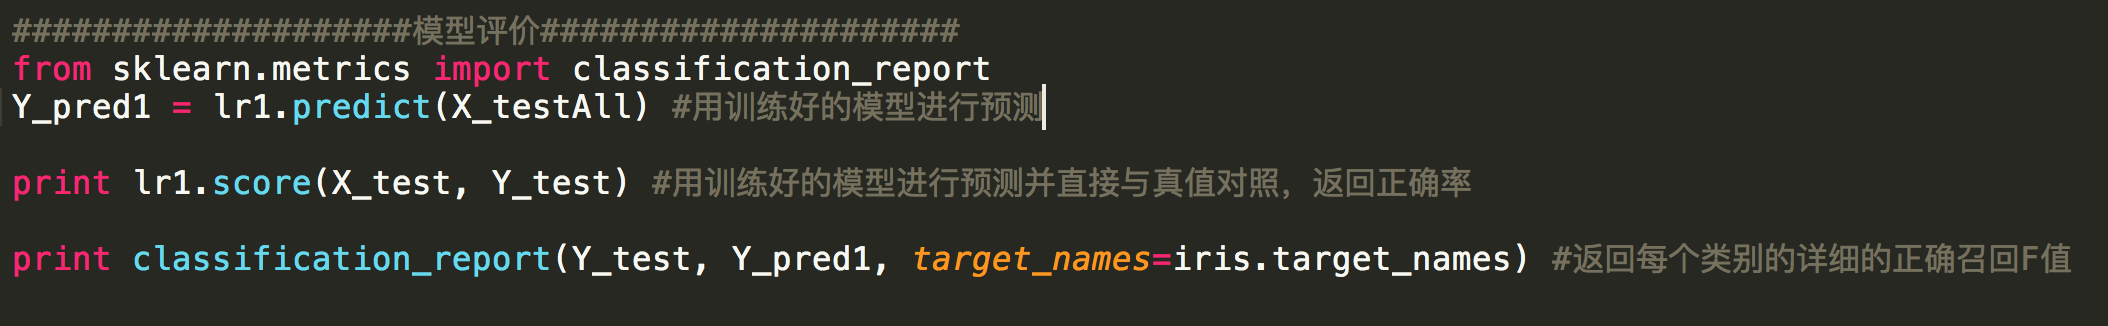 ####################模型评价#####################
from sklearn.metrics import classification_report
Y_pred1 = lr1.predict(X_testAll) #用训练好的模型进行预测
print lr1.score(X_test, Y_test) #用训练好的模型进行预测并直接与真值对照，返回正确率
print classification_report(Y_test, Y_pred1, target_names=iris.target_names) #返回每个类别的详细的正确召回F值